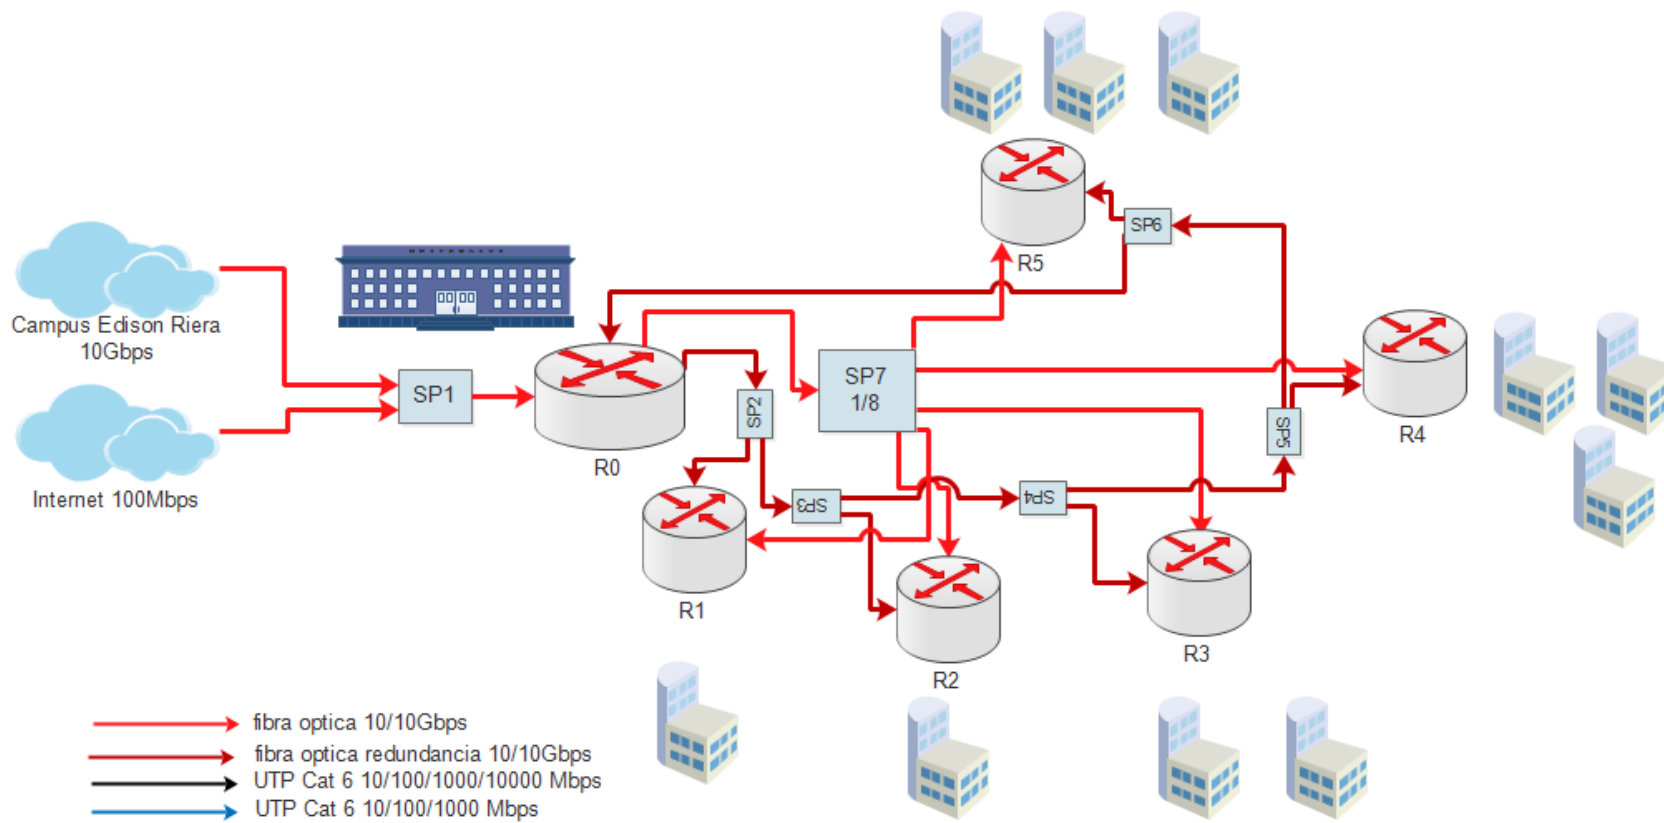 UNIVERSITY
SP6
R5
Campus Edison Riera
10Gbps
SP1
SP7
1/8
SP2
SP5
R4
R0
Internet 100Mbps
SP3
SP4
R1
R3
R2
fibra optica 10/10Gbps
fibra optica redundancia 10/10Gbps
UTP Cat 6 10/100/1000/10000 Mbps
UTP Cat 6 10/100/1000 Mbps